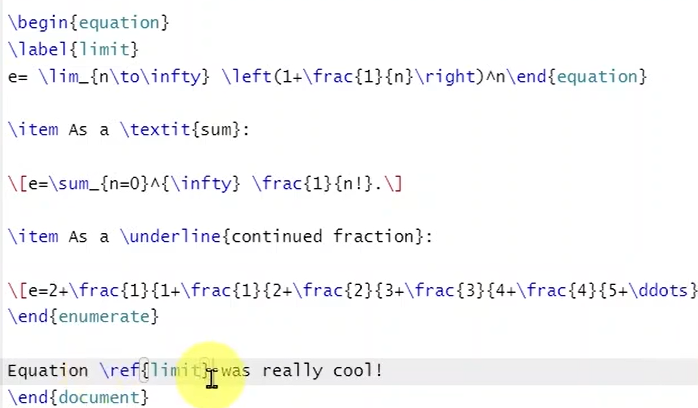 \begin{equation}
\label{limit}
e= \lim_{n\to\infty} \left(1+\frac{1}{n}\right)^n\end{equation}
\item As a \textit{sum}:
\[e=\sum_{n=0}^{\infty} \frac{1}{n!}.\]
\item As a \underline{continued fraction}:
\[e=2+\frac{1}{1+\frac{1}{2+\frac{2}{3+\frac{3}{4+\frac{4}{5+\ddots}
\end{enumerate}
Equation \ref{limit} was really cool!
\end{document}